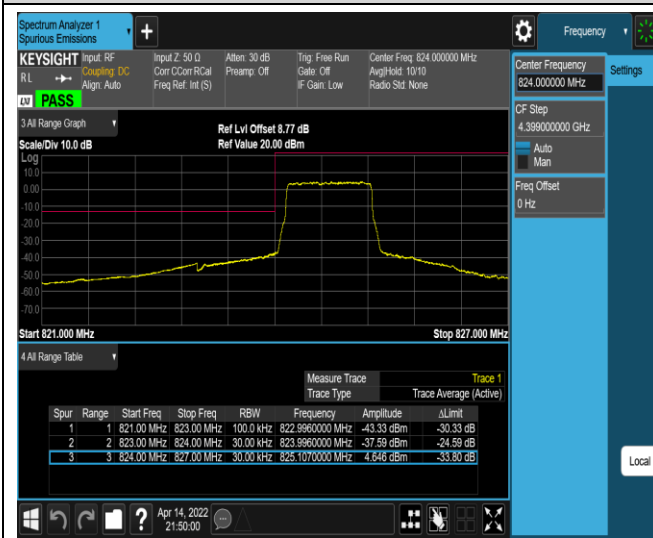 Spectrum Analyzer 1
Spurious Emissions
Frequency
KEYSIGHT
Input: RF
Coupling: DC
Align: Auto
RL
LXI
PASS
Input Z: 50 Ω
Corr CCorr RCal
Freq Ref: Int (S)
Atten: 30 dB
Preamp: Off
Trig: Free Run
Gate: Off
IF Gain: Low
Center Freq: 824.000000 MHz
Avg|Hold: 10/10
Radio Std: None
Center Frequency
824.000000 MHz
Settings
CF Step
4.399000000 GHz
Auto
Man
Freq Offset
0 Hz
3 All Range Graph
Scale/Div 10.0 dB
Ref Lvl Offset 8.77 dB
Ref Value 20.00 dBm
Log
10.0
0.00
-10.0
-20.0
-30.0
-40.0
-50.0
-60.0
-70.0
Start 821.000 MHz
Stop 827.000 MHz
4 All Range Table
Measure Trace Trace 1
Trace Type Trace Average (Active)
Spur Range Start Freq Stop Freq RBW Frequency Amplitude ΔLimit
1 1 821.00 MHz 823.00 MHz 100.0 kHz 822.9960000 MHz -43.33 dBm -30.33 dB
2 2 823.00 MHz 824.00 MHz 30.00 kHz 823.9960000 MHz -37.59 dBm -24.59 dB
3 3 824.00 MHz 827.00 MHz 30.00 kHz 825.1070000 MHz 4.646 dBm -33.80 dB
Local
?
Apr 14, 2022
21:50:00